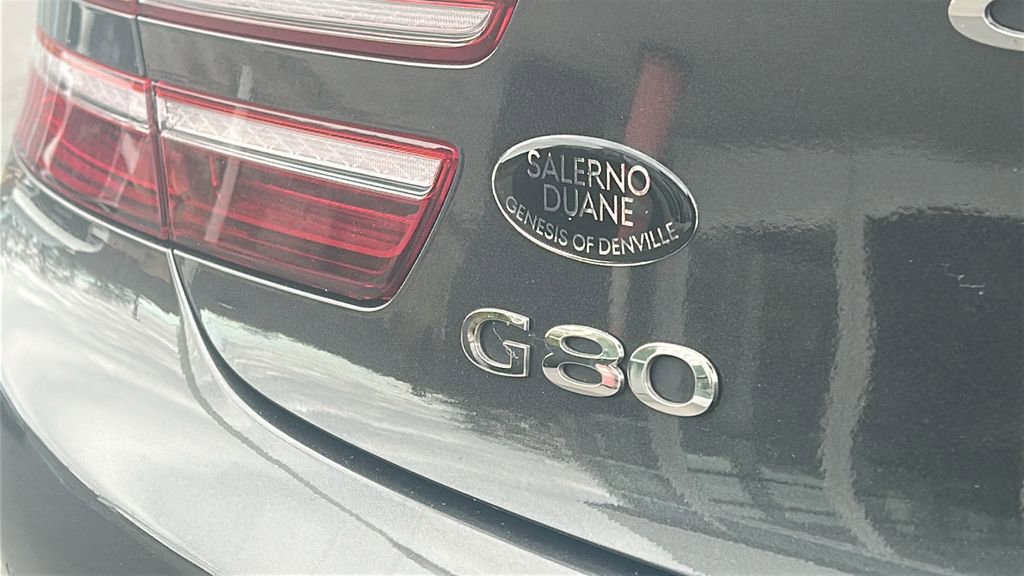 SALERNO
DUANE
GENESIS OF DENVILLE
G80